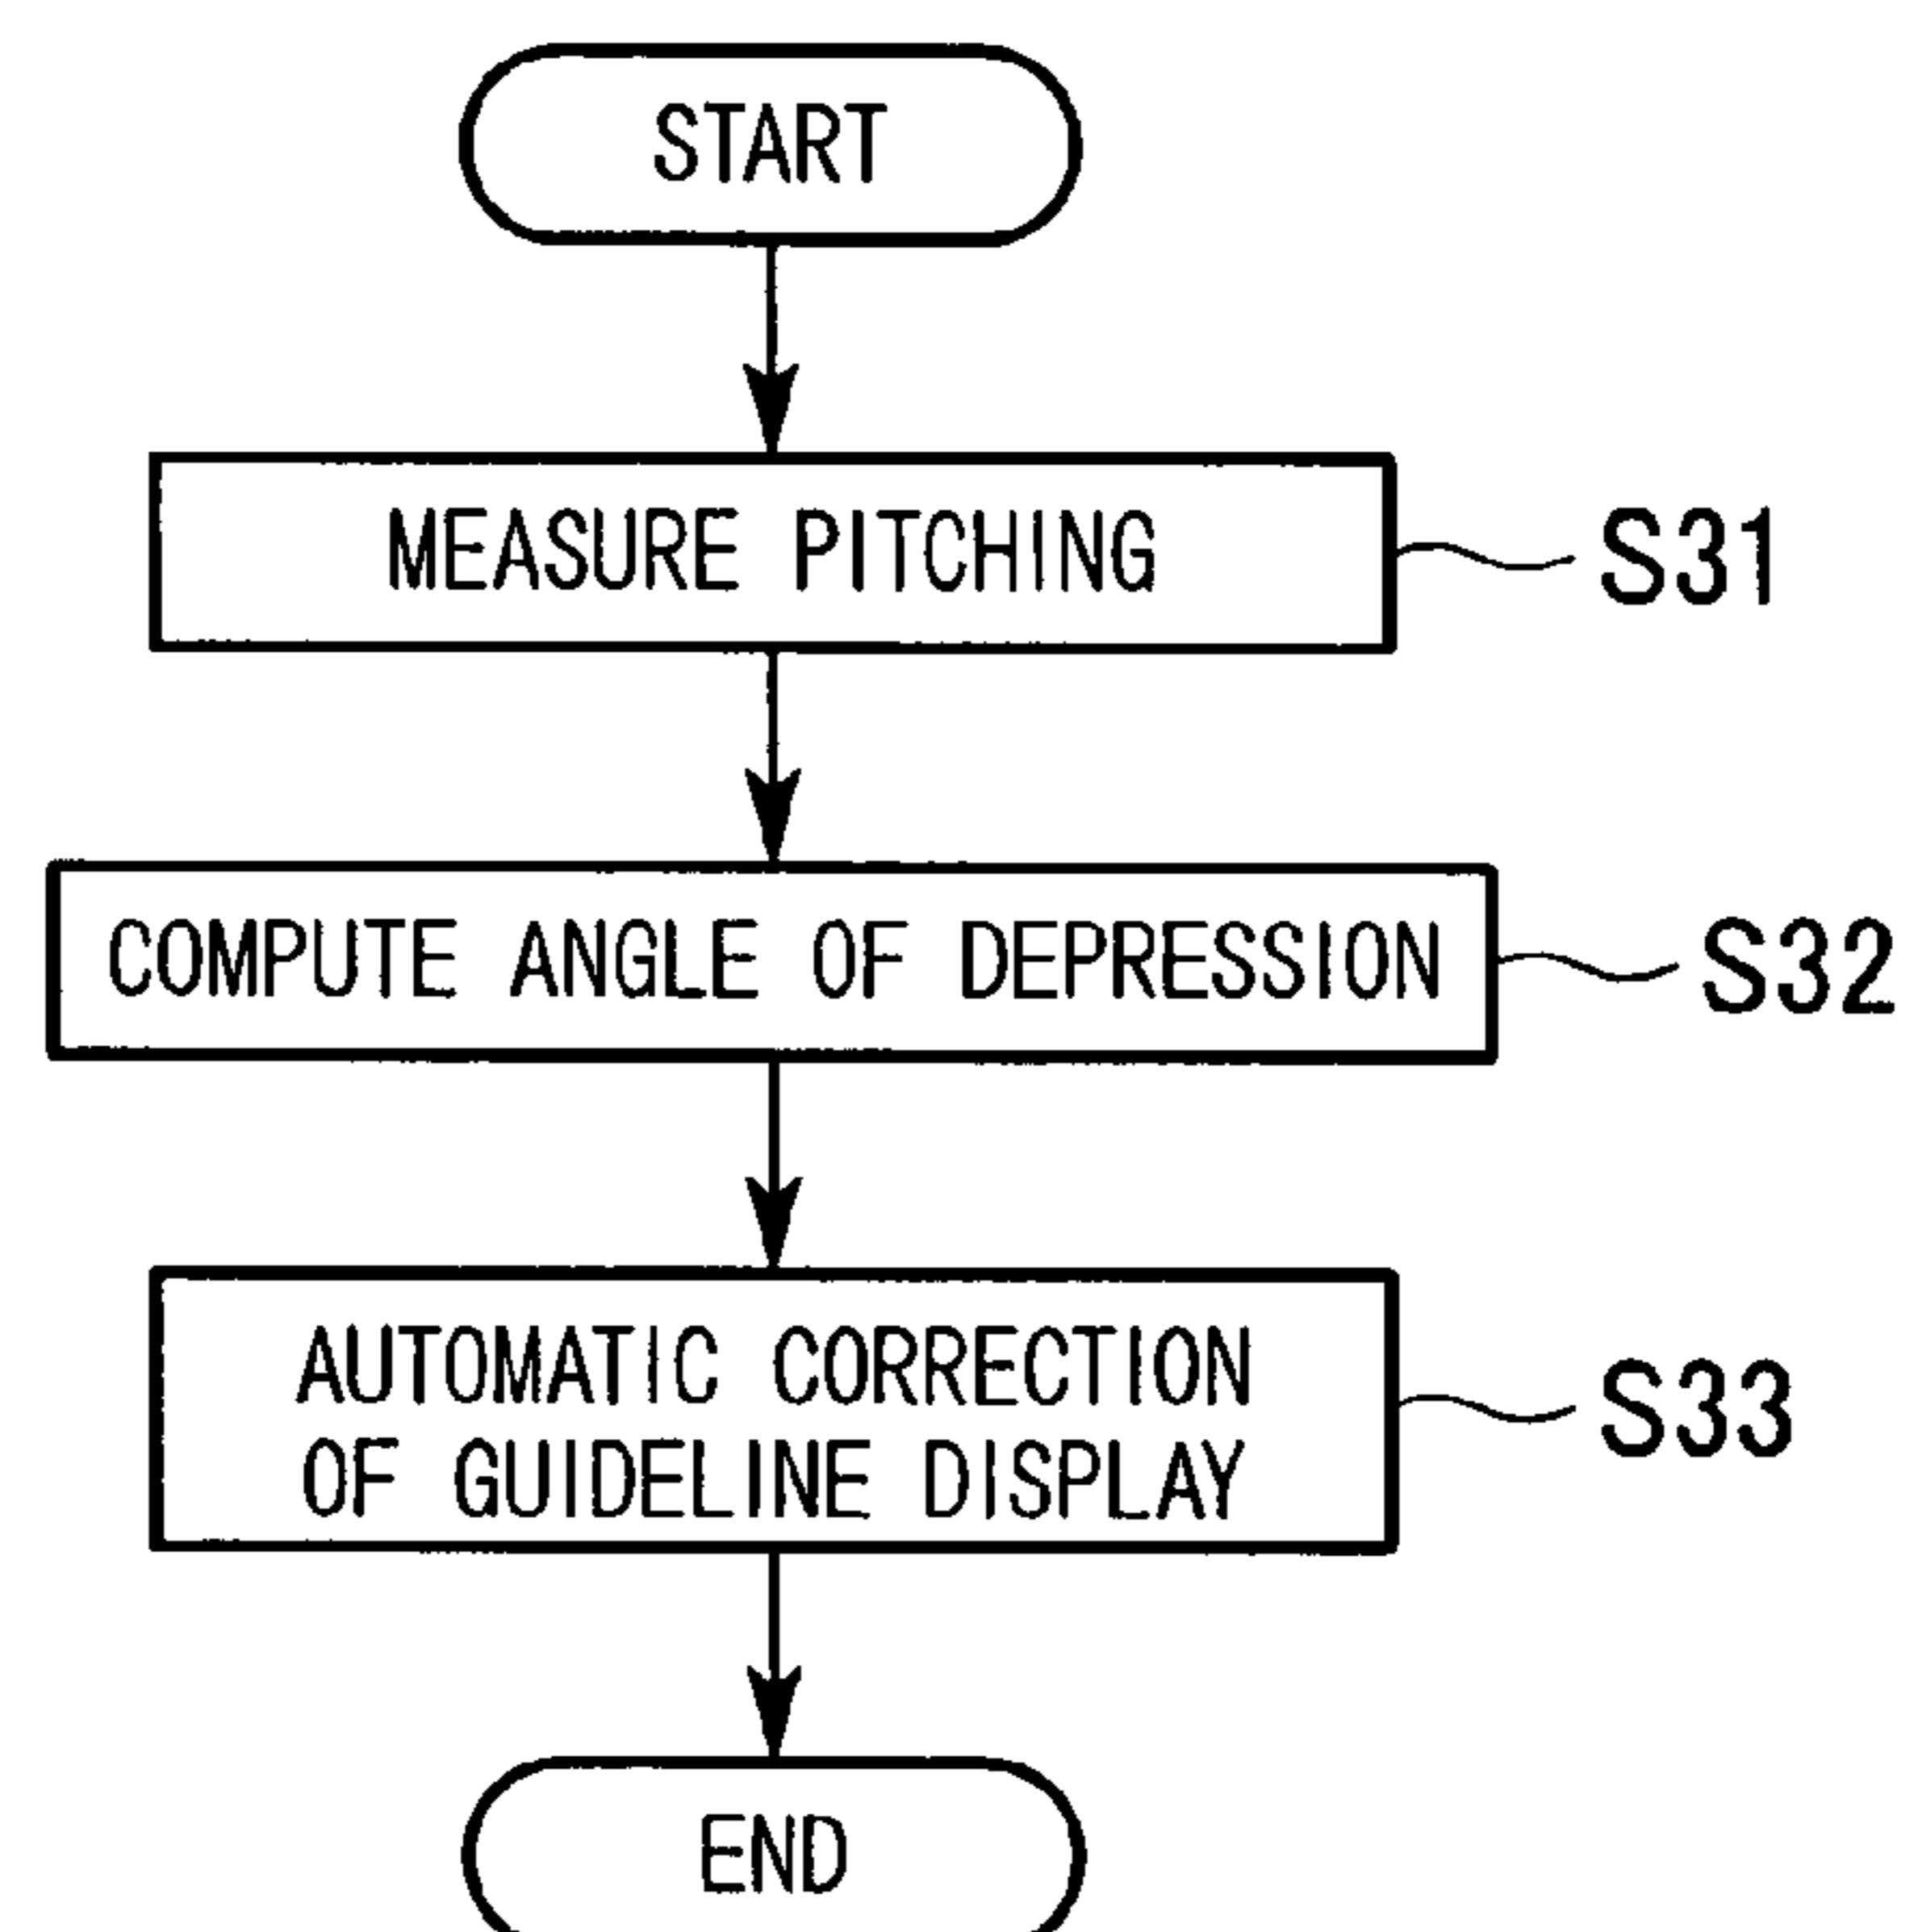 START
MEASURE PITCHING
S31
COMPUTE ANGLE OF DEPRESSION
S32
AUTOMATIC CORRECTION
OF GUIDELINE DISPLAY
S33
END